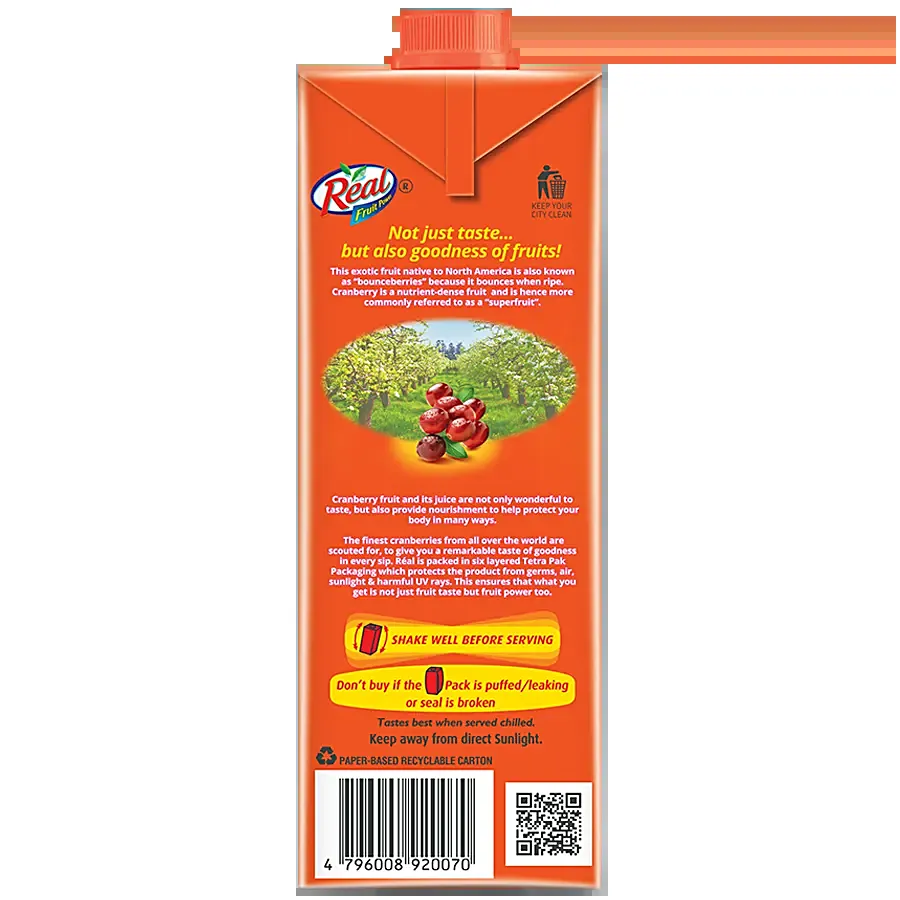 Réal
Fruit Power
®
KEEP YOUR
CITY CLEAN
Not just taste...
but also goodness of fruits!
This exotic fruit native to North America is also known
as "bounceberries" because it bounces when ripe.
Cranberry is a nutrient-dense fruit and is hence more
commonly referred to as a "superfruit".
Cranberry fruit and its juice are not only wonderful to
taste, but also provide nourishment to help protect your
body in many ways.
The finest cranberries from all over the world are
scouted for, to give you a remarkable taste of goodness
in every sip. Réal is packed in six layered Tetra Pak
Packaging which protects the product from germs, air,
sunlight & harmful UV rays. This ensures that what you
get is not just fruit taste but fruit power too.
SHAKE WELL BEFORE SERVING
Don't buy if the Pack is puffed/leaking
or seal is broken
Tastes best when served chilled.
Keep away from direct Sunlight.
PAPER-BASED RECYCLABLE CARTON
4 796008 920070